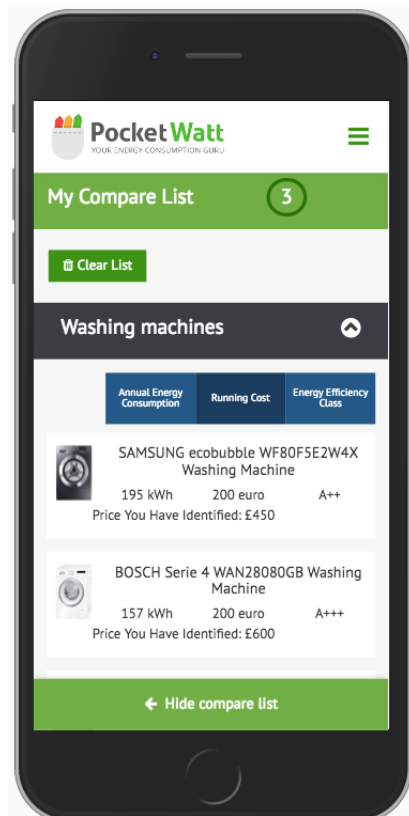 PocketWatt
YOUR ENERGY CONSUMPTION GURU
My Compare List 3
Clear List
Washing machines
Annual Energy
Consumption
Running Cost
Energy Efficiency
Class
SAMSUNG ecobubble WF80F5E2W4X
Washing Machine
195 kWh 200 euro A++
Price You Have Identified: £450
BOSCH Serie 4 WAN28080GB Washing
Machine
157 kWh 200 euro A+++
Price You Have Identified: £600
Hide compare list